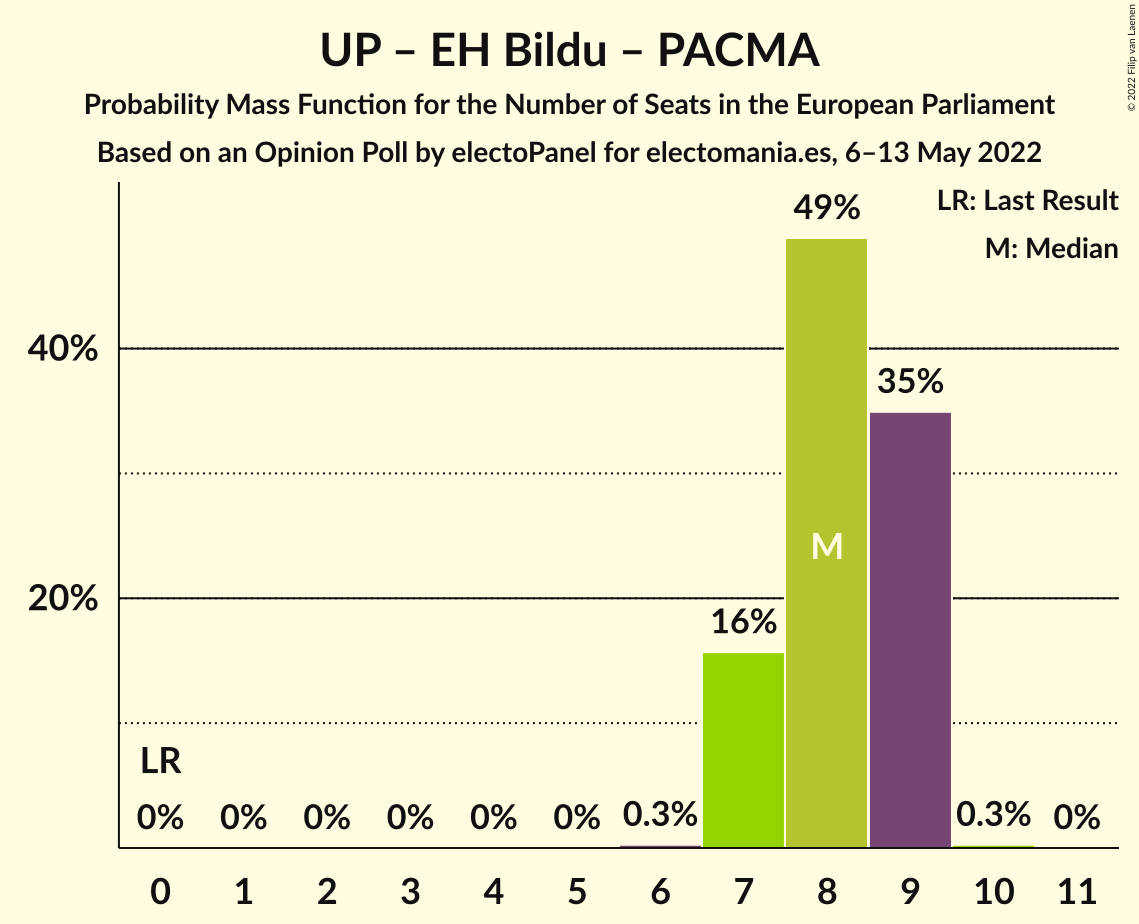 UP – EH Bildu – PACMA
Probability Mass Function for the Number of Seats in the European Parliament
Based on an Opinion Poll by electoPanel for electomania.es, 6–13 May 2022
© 2022 Filip van Laenen
LR: Last Result
M: Median
49%
40%
35%
M
20%
16%
LR
0% 0% 0% 0% 0% 0% 0.3% 0.3% 0%
0 1 2 3 4 5 6 7 8 9 10 11